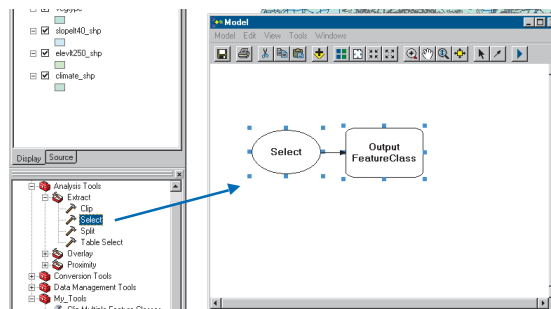 slopelt40_shp
elevlt250_shp
climate_shp
Display Source
Analysis Tools
Extract
Clip
Select
Split
Table Select
Overlay
Proximity
Conversion Tools
Data Management Tools
My_Tools
Model
Model Edit View Tools Windows
Select
Output
FeatureClass